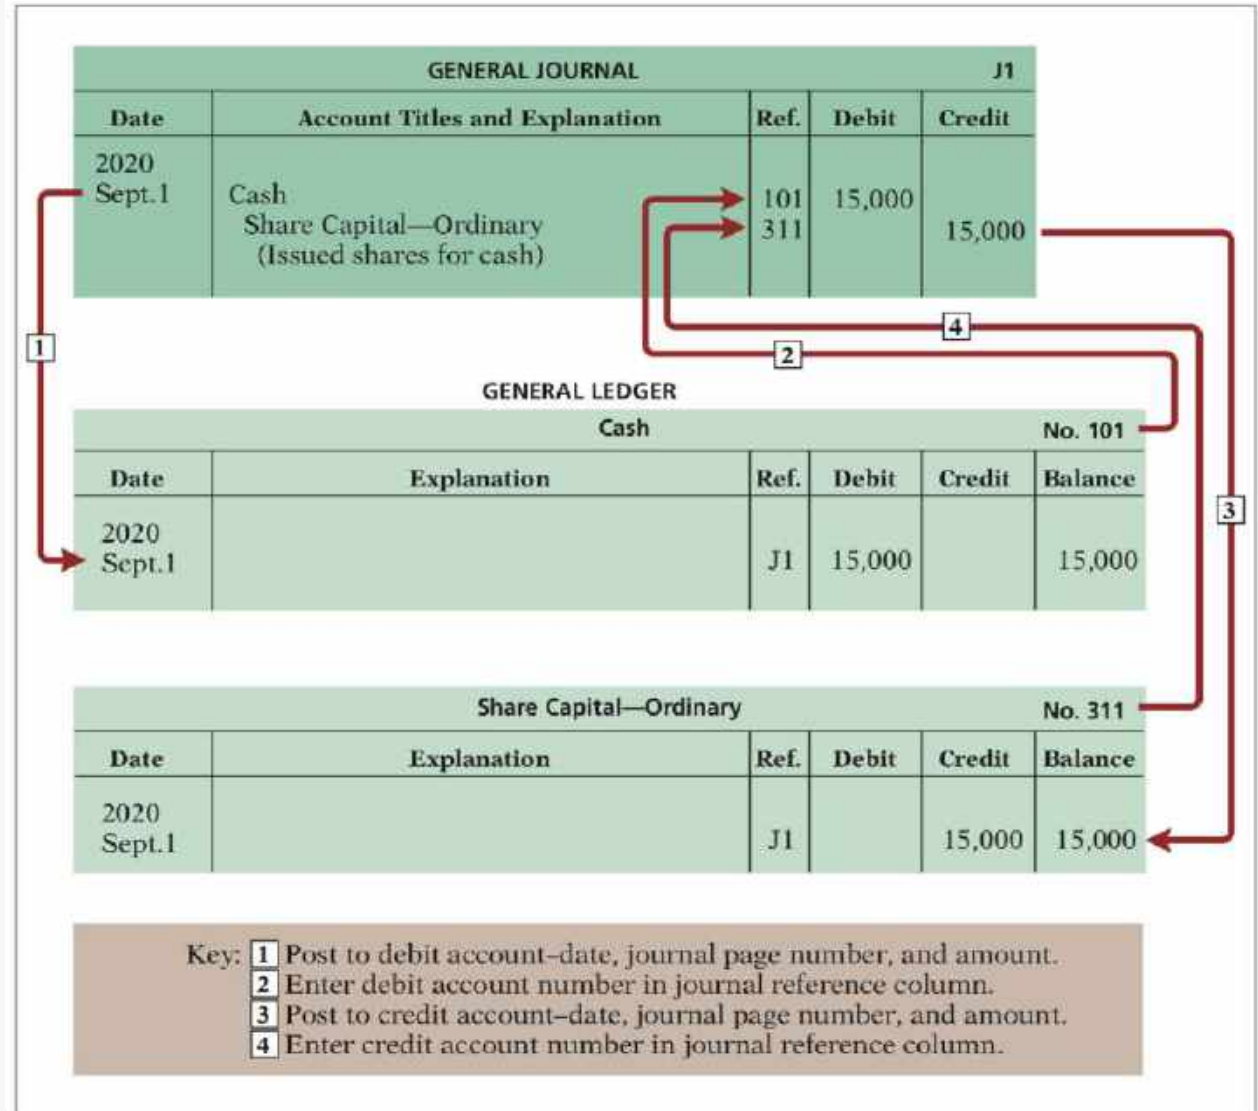 GENERAL JOURNAL J1
Date Account Titles and Explanation Ref. Debit Credit
2020
Sept.1 Cash 101 15,000
Share Capital—Ordinary 311 15,000
(Issued shares for cash)
4
1
2
GENERAL LEDGER
Cash No. 101
Date Explanation Ref. Debit Credit Balance
3
2020
Sept.1 J1 15,000 15,000
Share Capital—Ordinary No. 311
Date Explanation Ref. Debit Credit Balance
2020
Sept.1 J1 15,000 15,000
Key: 1 Post to debit account–date, journal page number, and amount.
2 Enter debit account number in journal reference column.
3 Post to credit account–date, journal page number, and amount.
4 Enter credit account number in journal reference column.